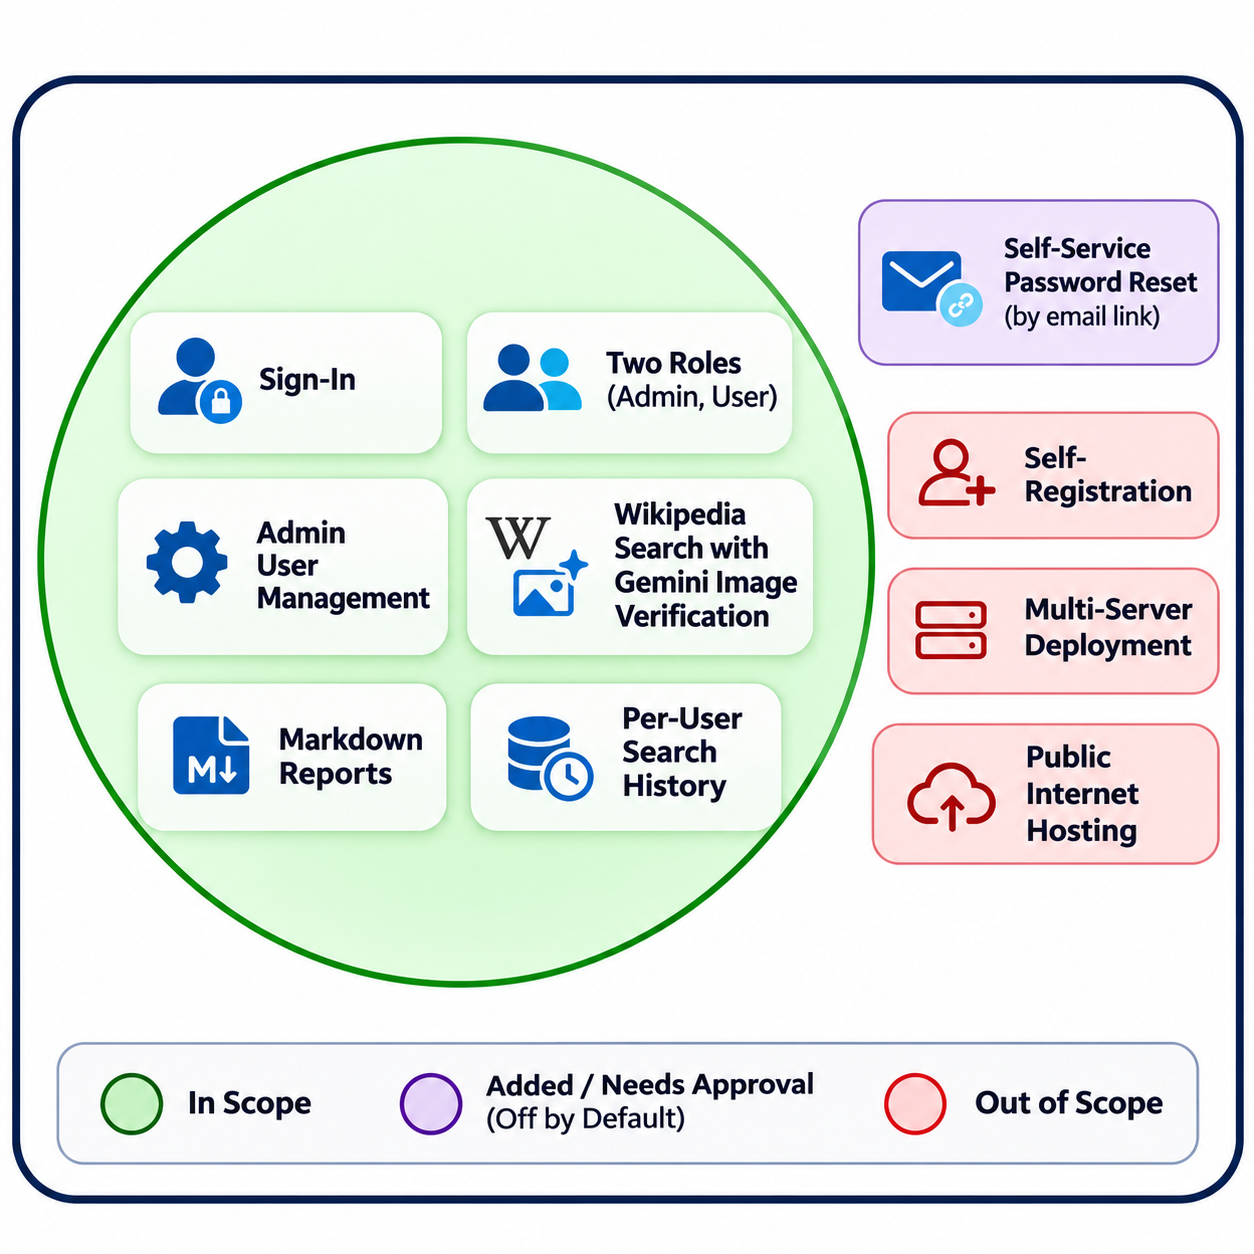 Sign-In
Two Roles
(Admin, User)
Admin
User
Management
W
Wikipedia
Search with
Gemini Image
Verification
M↓
Markdown
Reports
Per-User
Search
History
Self-Service
Password Reset
(by email link)
Self-
Registration
Multi-Server
Deployment
Public
Internet
Hosting
In Scope
Added / Needs Approval
(Off by Default)
Out of Scope